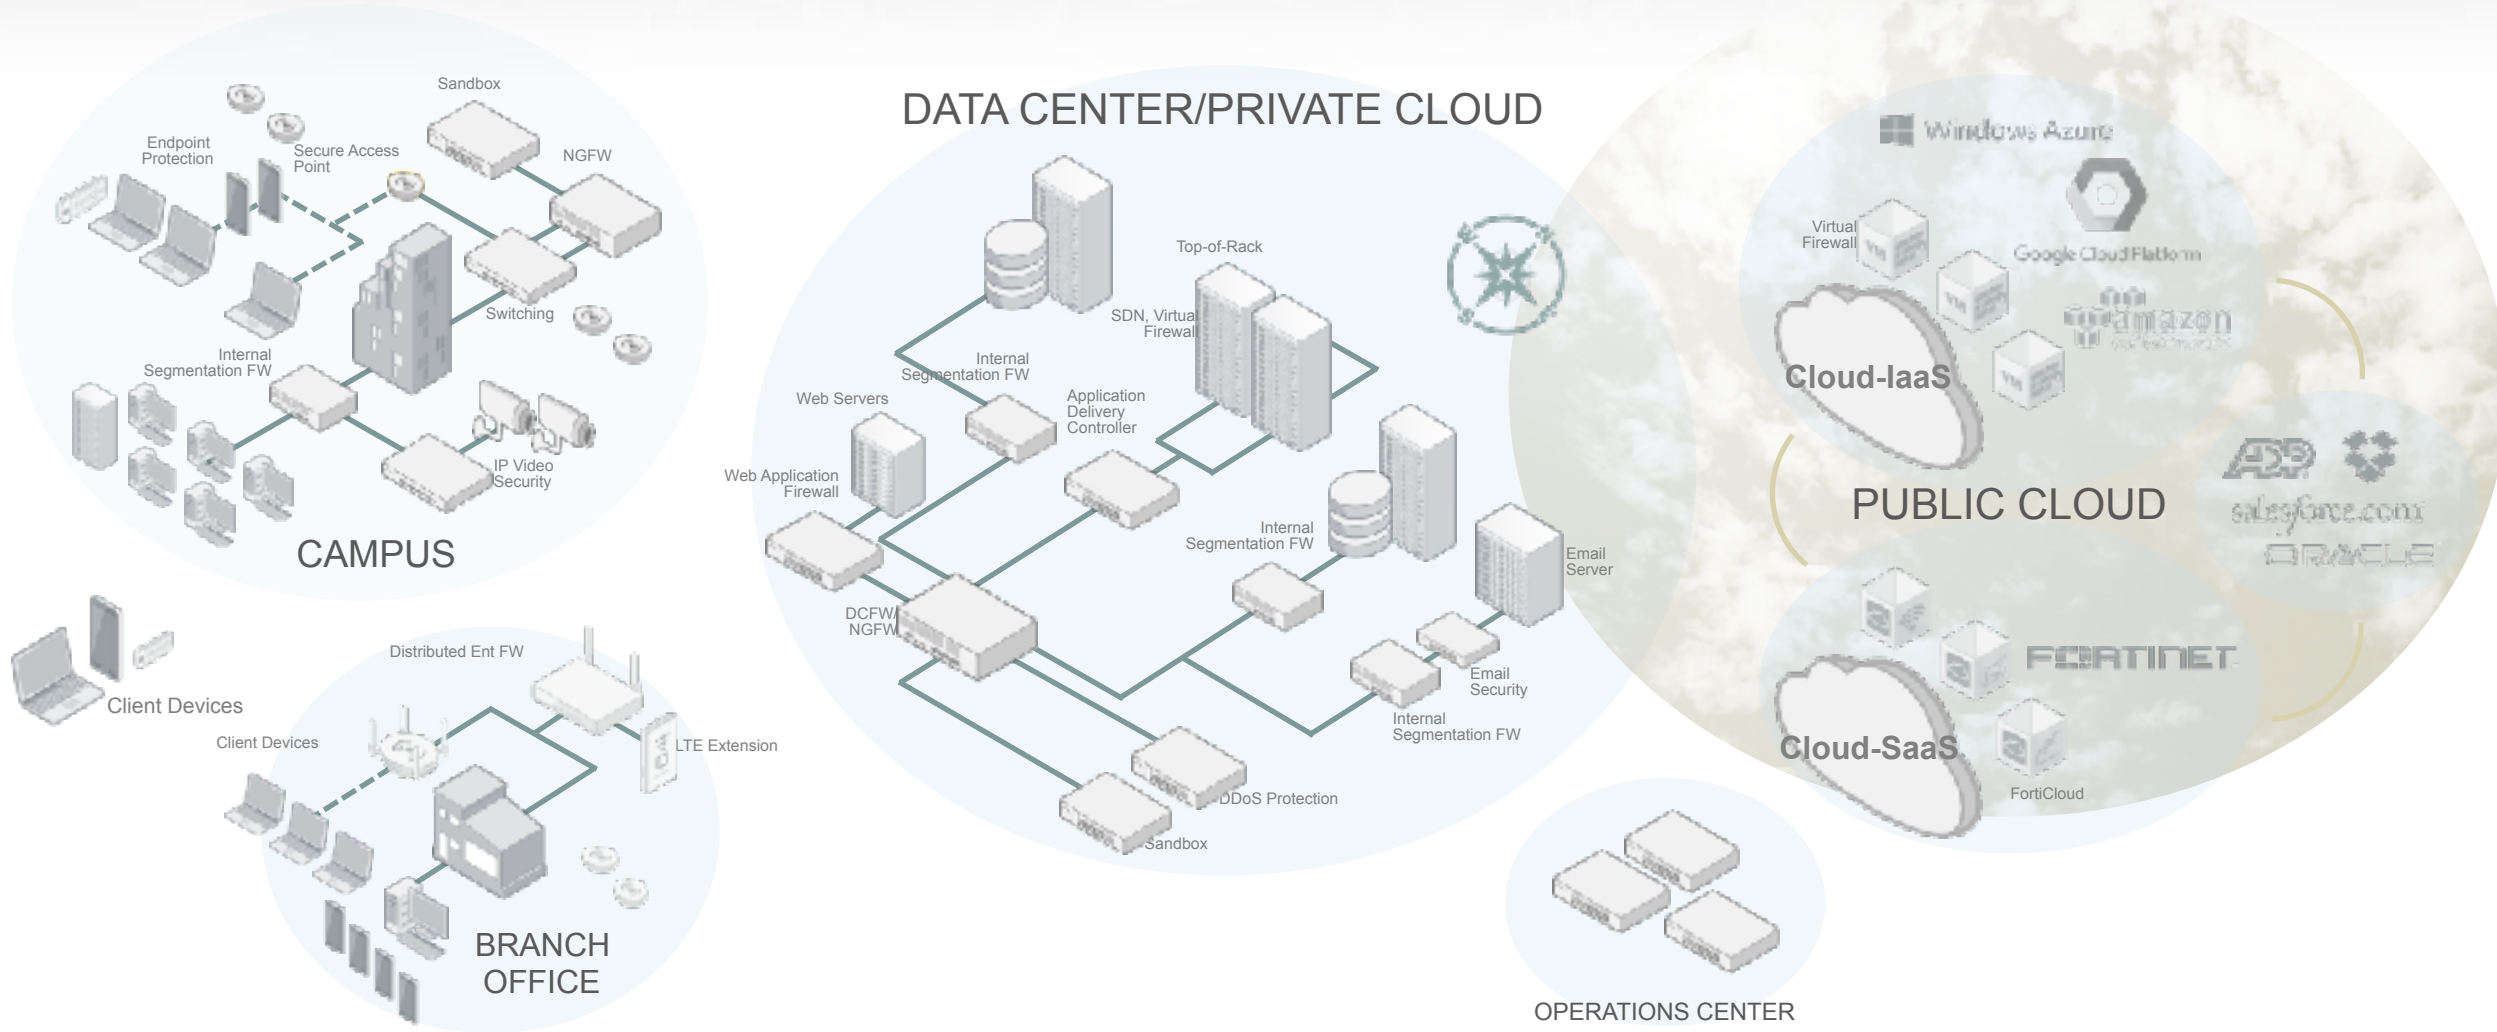 Sandbox
Endpoint
Protection
Secure Access
Point
NGFW
Switching
Internal
Segmentation FW
IP Video
Security
CAMPUS
Client Devices
Distributed Ent FW
Client Devices
LTE Extension
BRANCH
OFFICE
DATA CENTER/PRIVATE CLOUD
Top-of-Rack
SDN, Virtual
Firewall
Internal
Segmentation FW
Web Servers
Application
Delivery
Controller
Web Application
Firewall
Internal
Segmentation FW
Email
Server
DCFW/
NGFW
Email
Security
Internal
Segmentation FW
DDoS Protection
Sandbox
Windows Azure
Virtual
Firewall
VM
Google Cloud Platform
VM
amazon
VM
Cloud-IaaS
ADP
PUBLIC CLOUD
salesforce.com
ORACLE
FORTINET
Cloud-SaaS
FortiCloud
OPERATIONS CENTER